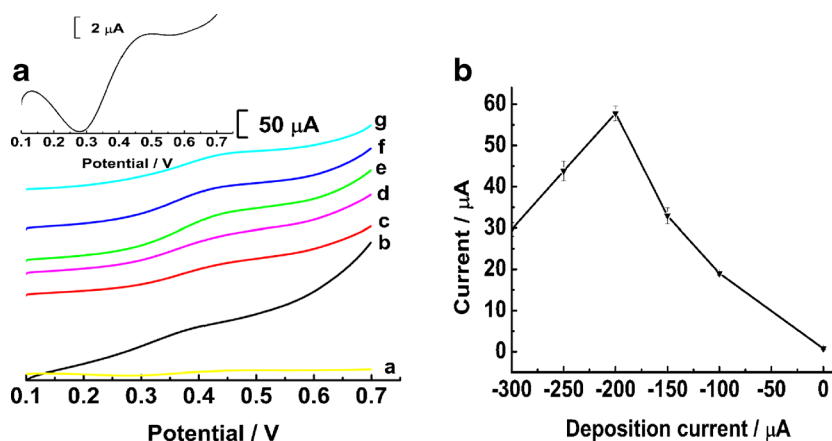 2 µA
a
0.1 0.2 0.3 0.4 0.5 0.6 0.7
Potential / V
50 µA
g
f
e
d
c
b
a
0.1 0.2 0.3 0.4 0.5 0.6 0.7
Potential / V
b
60
50
40
30
20
10
0
Current / µA
-300 -250 -200 -150 -100 -50 0
Deposition current / µA